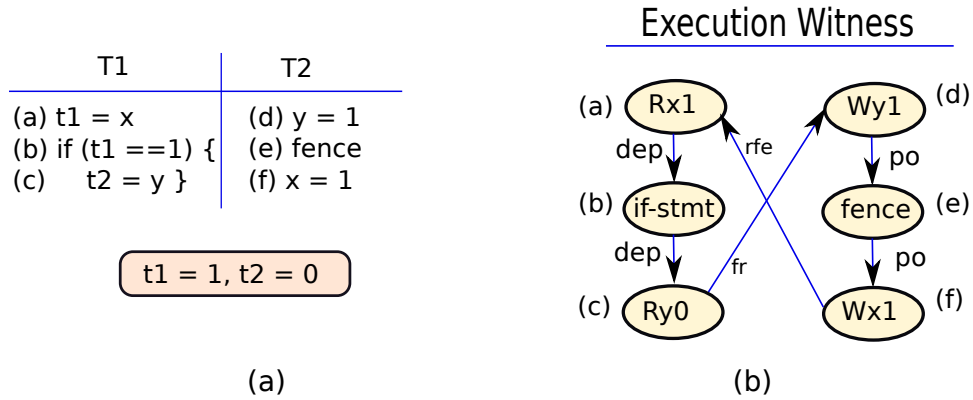 T1 T2
(a) t1 = x (d) y = 1
(b) if (t1 ==1) { (e) fence
(c) t2 = y } (f) x = 1
t1 = 1, t2 = 0
(a)
Execution Witness
(a) Rx1 Wy1 (d)
dep rfe po
(b) if-stmt fence (e)
dep fr po
(c) Ry0 Wx1 (f)
(b)